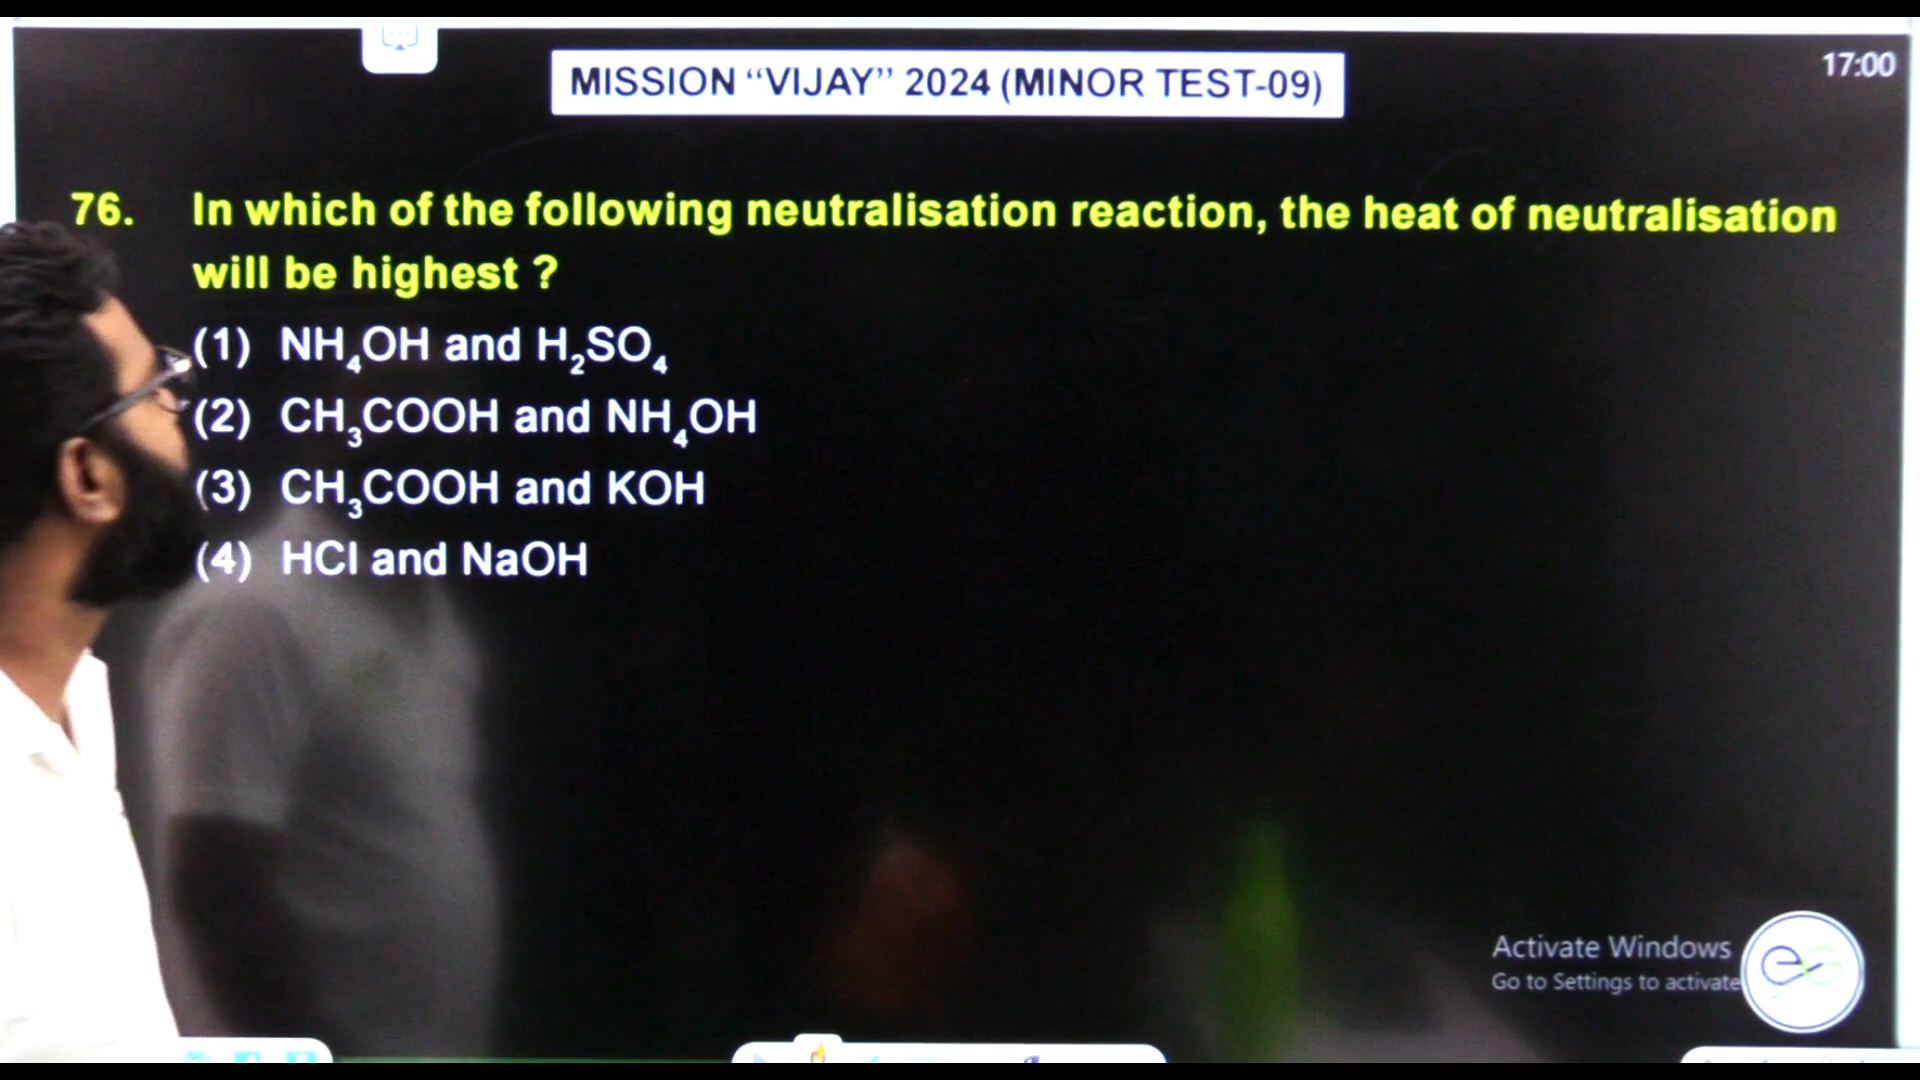 17:00
MISSION “VIJAY” 2024 (MINOR TEST-09)
76. In which of the following neutralisation reaction, the heat of neutralisation
will be highest ?
(1) NH₄OH and H₂SO₄
(2) CH₃COOH and NH₄OH
(3) CH₃COOH and KOH
(4) HCl and NaOH
Activate Windows
Go to Settings to activate